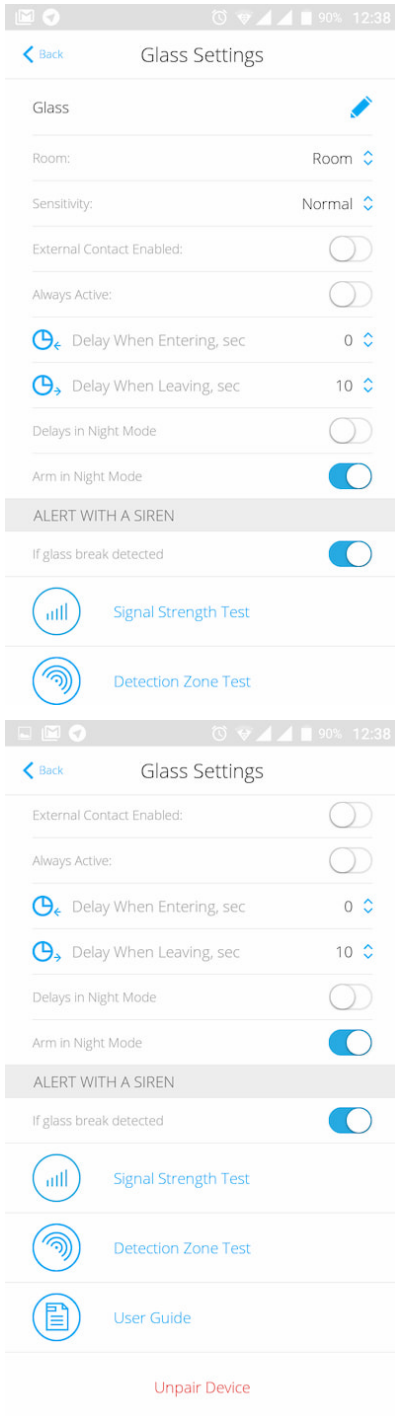 90% 12:38
Back Glass Settings
Glass
Room: Room
Sensitivity: Normal
External Contact Enabled:
Always Active:
Delay When Entering, sec 0
Delay When Leaving, sec 10
Delays in Night Mode
Arm in Night Mode
ALERT WITH A SIREN
If glass break detected
Signal Strength Test
Detection Zone Test
90% 12:38
Back Glass Settings
External Contact Enabled:
Always Active:
Delay When Entering, sec 0
Delay When Leaving, sec 10
Delays in Night Mode
Arm in Night Mode
ALERT WITH A SIREN
If glass break detected
Signal Strength Test
Detection Zone Test
User Guide
Unpair Device